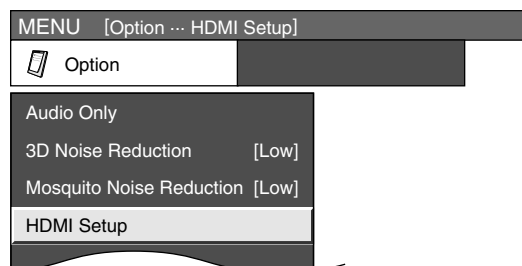 MENU [Option ··· HDMI Setup]
Option
Audio Only
3D Noise Reduction [Low]
Mosquito Noise Reduction [Low]
HDMI Setup